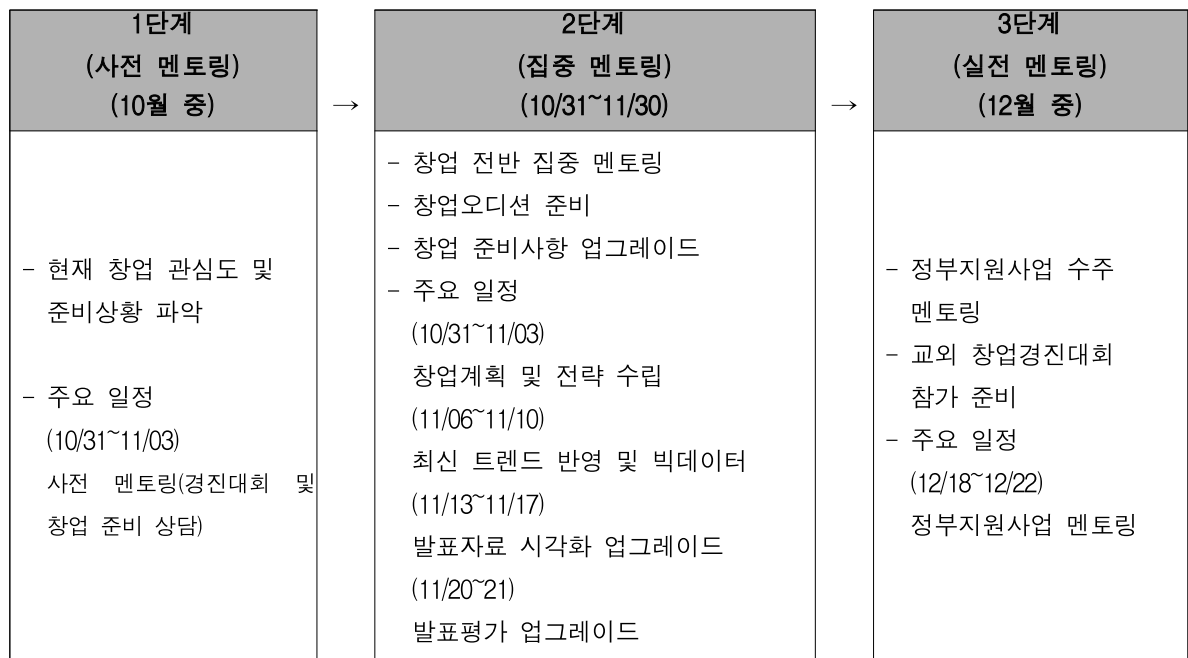 1단계
(사전 멘토링)
(10월 중)
- 현재 창업 관심도 및
준비상황 파악
- 주요 일정
(10/31~11/03)
사전 멘토링(경진대회 및
창업 준비 상담)
→
2단계
(집중 멘토링)
(10/31~11/30)
- 창업 전반 집중 멘토링
- 창업오디션 준비
- 창업 준비사항 업그레이드
- 주요 일정
(10/31~11/03)
창업계획 및 전략 수립
(11/06~11/10)
최신 트렌드 반영 및 빅데이터
(11/13~11/17)
발표자료 시각화 업그레이드
(11/20~21)
발표평가 업그레이드
→
3단계
(실전 멘토링)
(12월 중)
- 정부지원사업 수주
멘토링
- 교외 창업경진대회
참가 준비
- 주요 일정
(12/18~12/22)
정부지원사업 멘토링